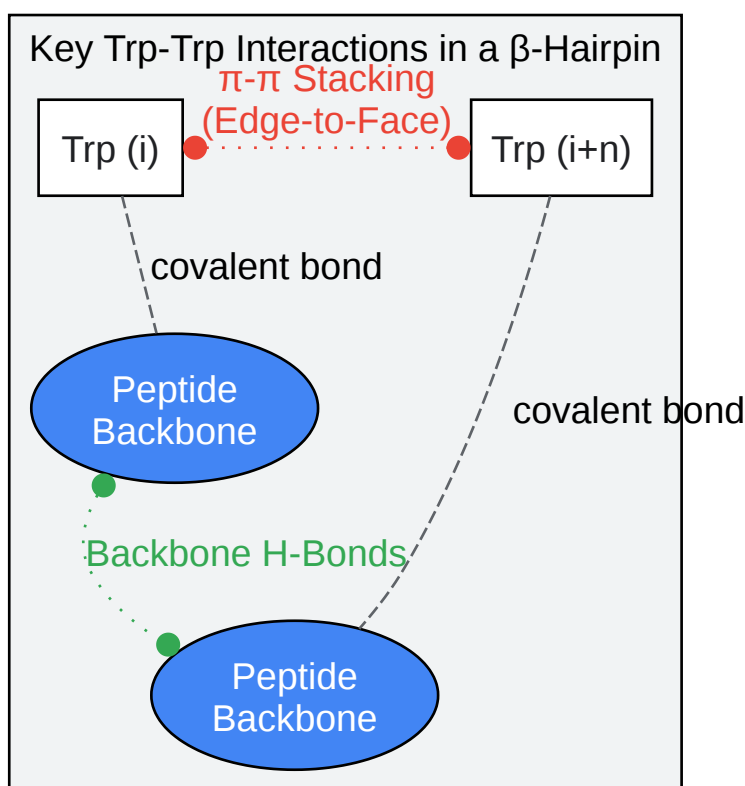 Key Trp-Trp Interactions in a β-Hairpin
π-π Stacking
(Edge-to-Face)
Trp (i)
Trp (i+n)
covalent bond
Peptide
Backbone
covalent bond
Backbone H-Bonds
Peptide
Backbone